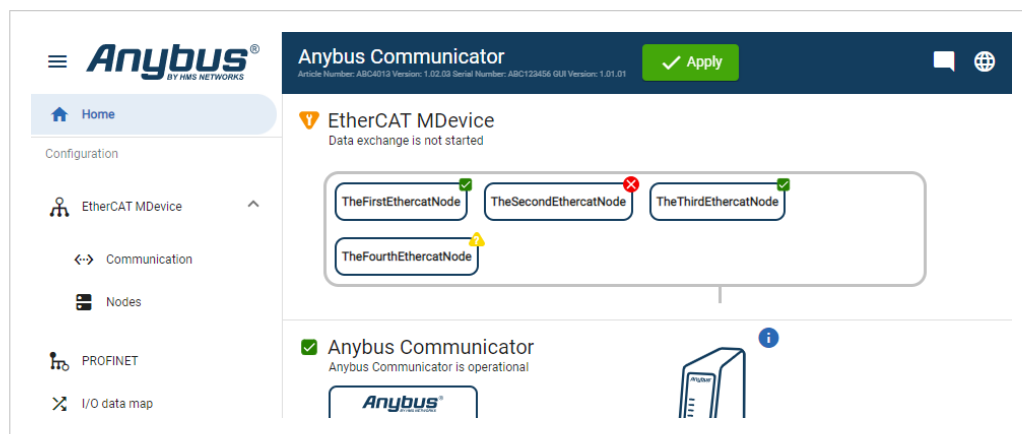 Anybus®
BY HMS NETWORKS
Home
Configuration
EtherCAT MDevice
Communication
Nodes
PROFINET
I/O data map
Anybus Communicator
Article Number: ABC4013 Version: 1.02.03 Serial Number: ABC123456 GUI Version: 1.01.01
Apply
EtherCAT MDevice
Data exchange is not started
TheFirstEthercatNode
TheSecondEthercatNode
TheThirdEthercatNode
TheFourthEthercatNode
Anybus Communicator
Anybus Communicator is operational
Anybus®
BY HMS NETWORKS
Anybus